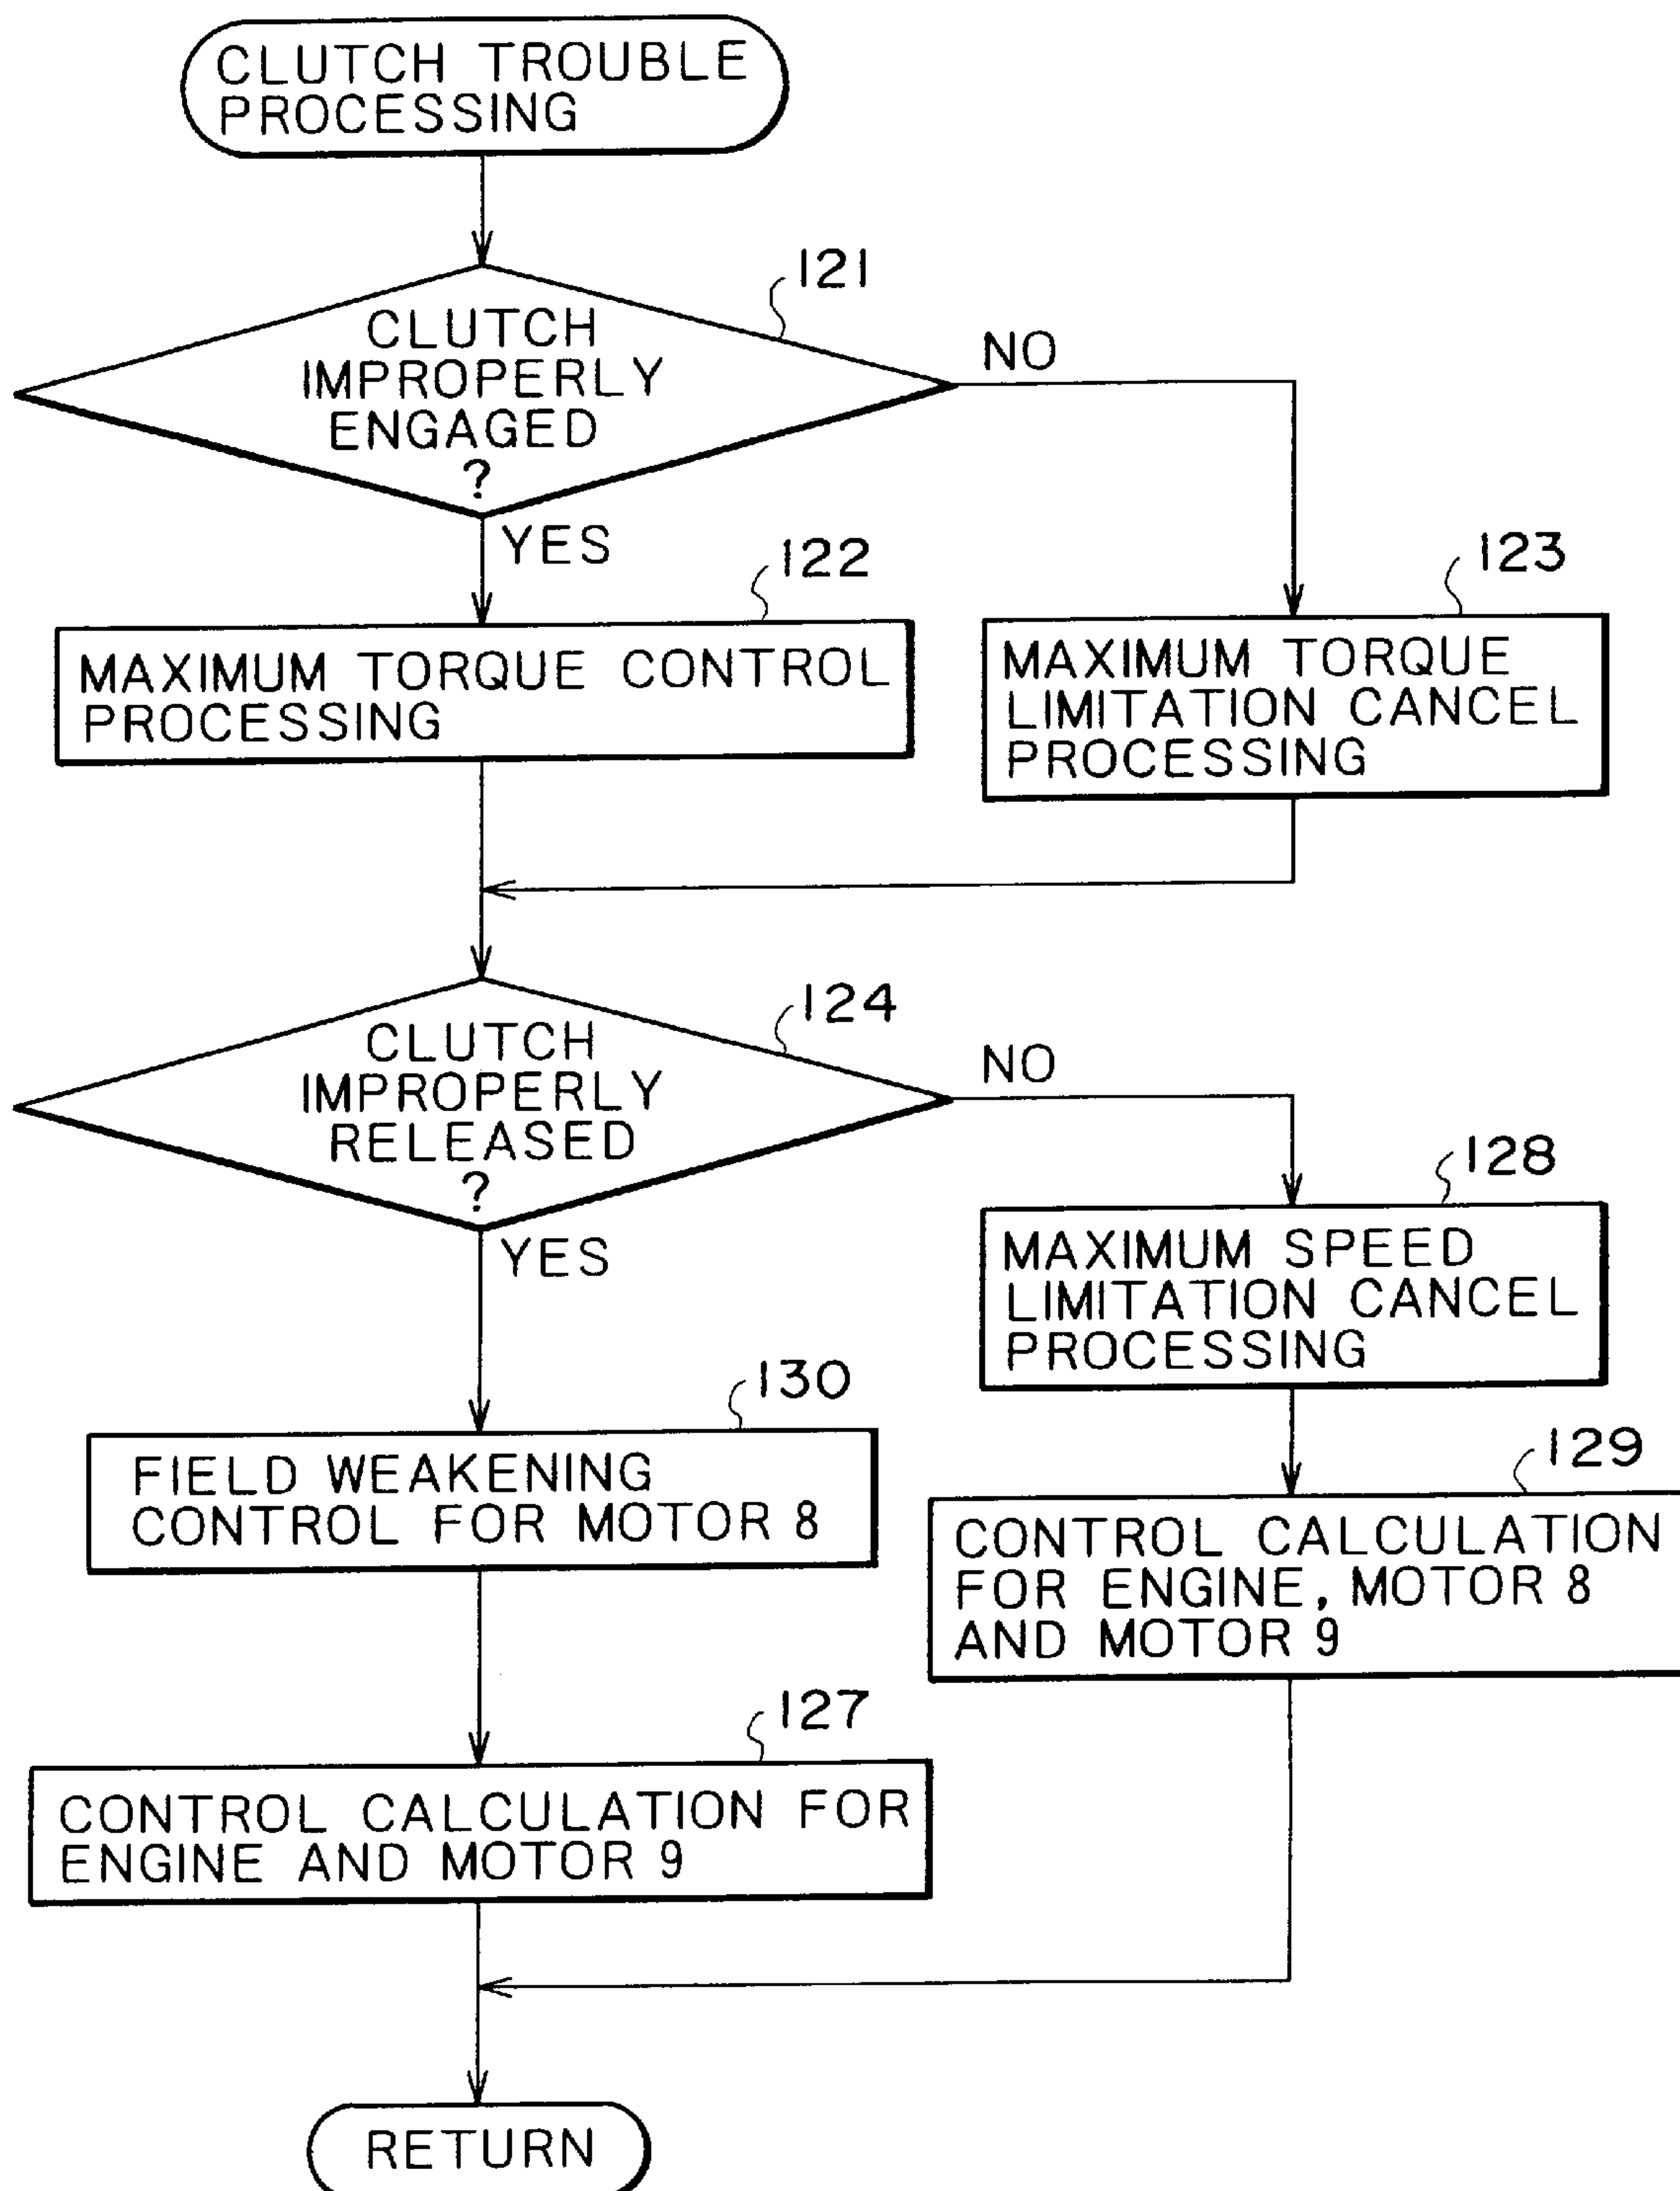 CLUTCH TROUBLE
PROCESSING
121
CLUTCH
IMPROPERLY
ENGAGED
?
NO
YES
122
MAXIMUM TORQUE CONTROL
PROCESSING
123
MAXIMUM TORQUE
LIMITATION CANCEL
PROCESSING
124
CLUTCH
IMPROPERLY
RELEASED
?
NO
YES
128
MAXIMUM SPEED
LIMITATION CANCEL
PROCESSING
130
FIELD WEAKENING
CONTROL FOR MOTOR 8
129
CONTROL CALCULATION
FOR ENGINE, MOTOR 8
AND MOTOR 9
127
CONTROL CALCULATION FOR
ENGINE AND MOTOR 9
RETURN